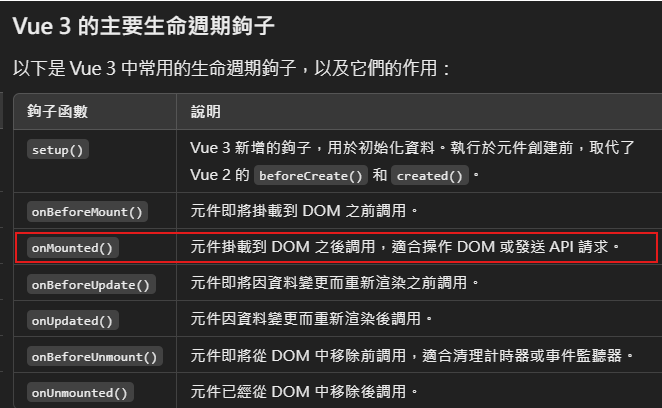 Vue 3 的主要生命週期鉤子
以下是 Vue 3 中常用的生命週期鉤子，以及它們的作用：
鉤子函數 說明
setup() Vue 3 新增的鉤子，用於初始化資料。執行於元件創建前，取代了
Vue 2 的 beforeCreate() 和 created() 。
onBeforeMount() 元件即將掛載到 DOM 之前調用。
onMounted() 元件掛載到 DOM 之後調用，適合操作 DOM 或發送 API 請求。
onBeforeUpdate() 元件即將因資料變更而重新渲染之前調用。
onUpdated() 元件因資料變更而重新渲染後調用。
onBeforeUnmount() 元件即將從 DOM 中移除前調用，適合清理計時器或事件監聽器。
onUnmounted() 元件已經從 DOM 中移除後調用。